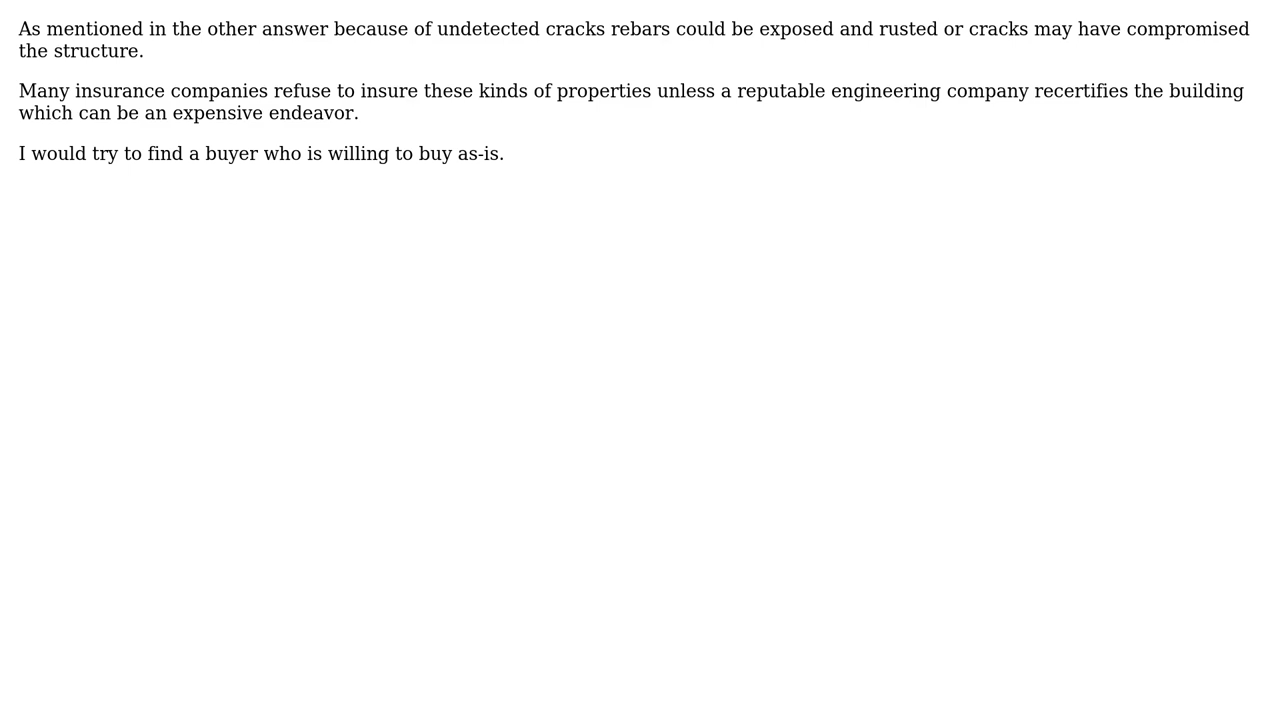 As mentioned in the other answer because of undetected cracks rebars could be exposed and rusted or cracks may have compromised
the structure.
Many insurance companies refuse to insure these kinds of properties unless a reputable engineering company recertifies the building
which can be an expensive endeavor.
I would try to find a buyer who is willing to buy as-is.